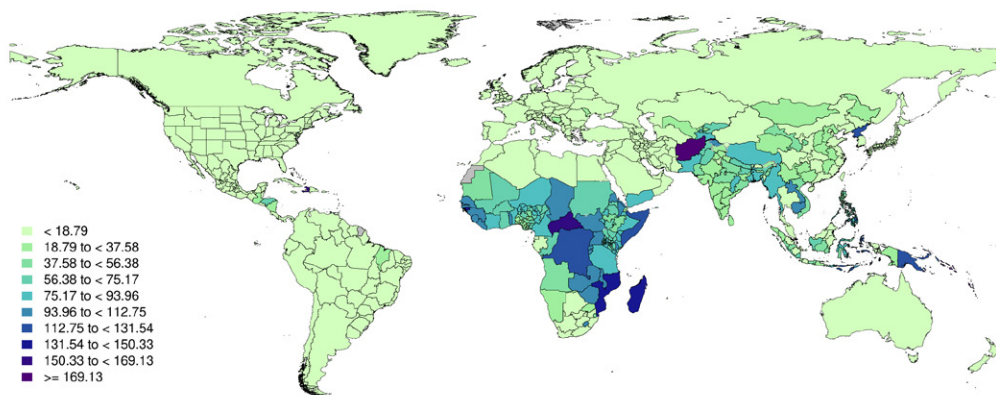 < 18.79
18.79 to < 37.58
37.58 to < 56.38
56.38 to < 75.17
75.17 to < 93.96
93.96 to < 112.75
112.75 to < 131.54
131.54 to < 150.33
150.33 to < 169.13
>= 169.13